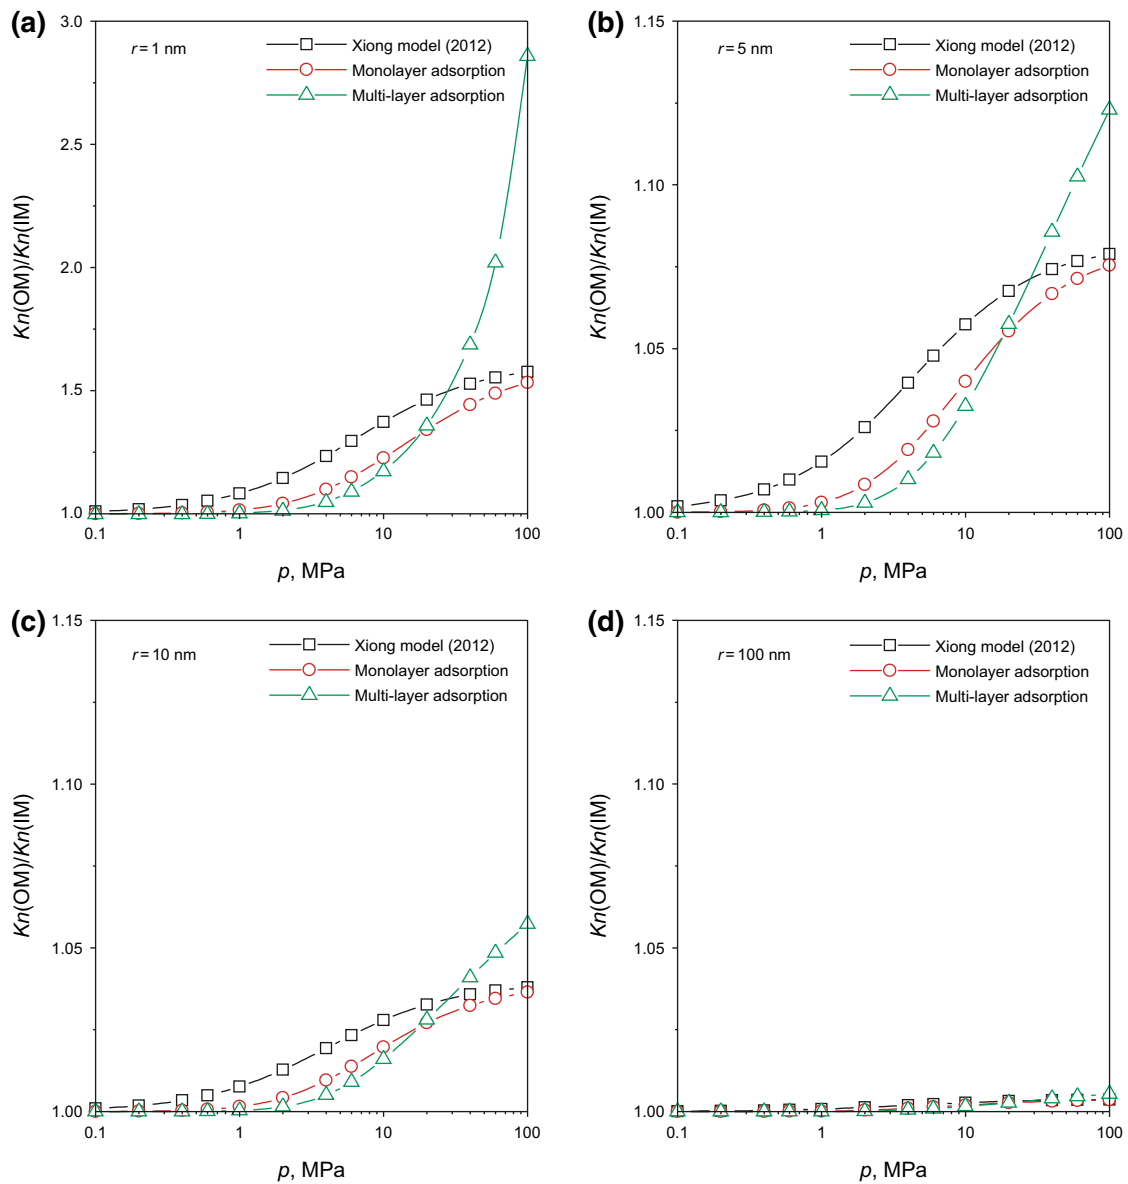 (a)
3.0
2.5
2.0
1.5
1.0
Kn(OM)/Kn(IM)
r = 1 nm
Xiong model (2012)
Monolayer adsorption
Multi-layer adsorption
0.1 1 10 100
p, MPa
(b)
1.15
1.10
1.05
1.00
Kn(OM)/Kn(IM)
r = 5 nm
Xiong model (2012)
Monolayer adsorption
Multi-layer adsorption
0.1 1 10 100
p, MPa
(c)
1.15
1.10
1.05
1.00
Kn(OM)/Kn(IM)
r = 10 nm
Xiong model (2012)
Monolayer adsorption
Multi-layer adsorption
0.1 1 10 100
p, MPa
(d)
1.15
1.10
1.05
1.00
Kn(OM)/Kn(IM)
r = 100 nm
Xiong model (2012)
Monolayer adsorption
Multi-layer adsorption
0.1 1 10 100
p, MPa